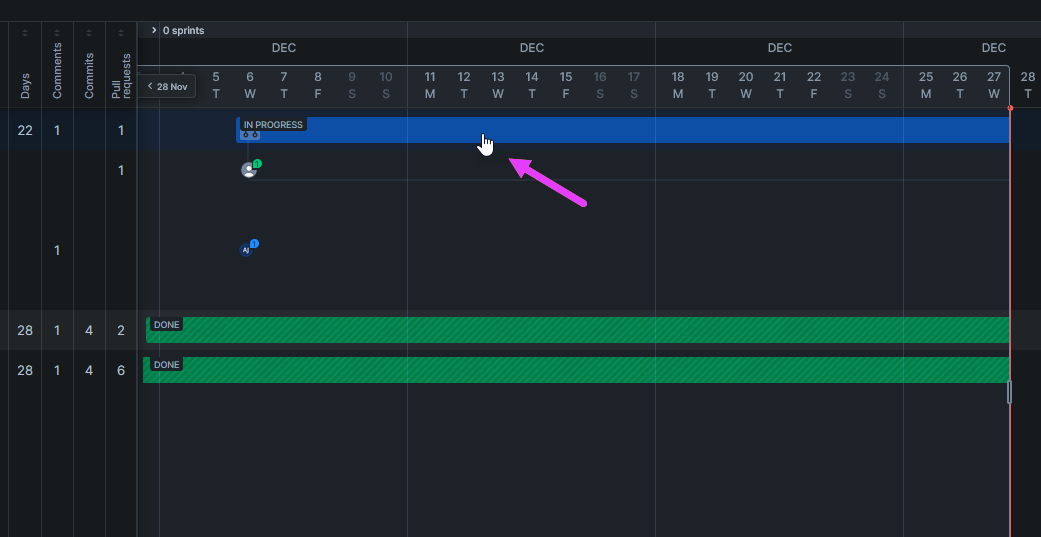 0 sprints
DEC DEC DEC DEC
Days Comments Commits Pull requests
28 Nov
5 6 7 8 9 10 11 12 13 14 15 16 17 18 19 20 21 22 23 24 25 26 27 28
T W T F S S M T W T F S S M T W T F S S M T W T
22 1 1 IN PROGRESS
1 1
1 AJ 1
28 1 4 2 DONE
28 1 4 6 DONE